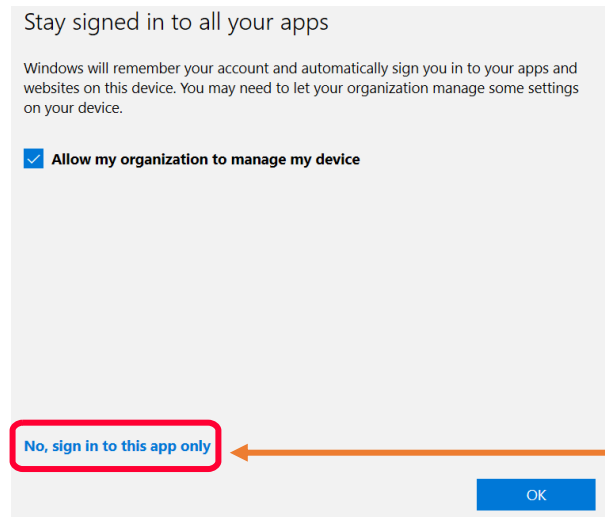 Stay signed in to all your apps
Windows will remember your account and automatically sign you in to your apps and
websites on this device. You may need to let your organization manage some settings
on your device.
Allow my organization to manage my device
No, sign in to this app only
OK